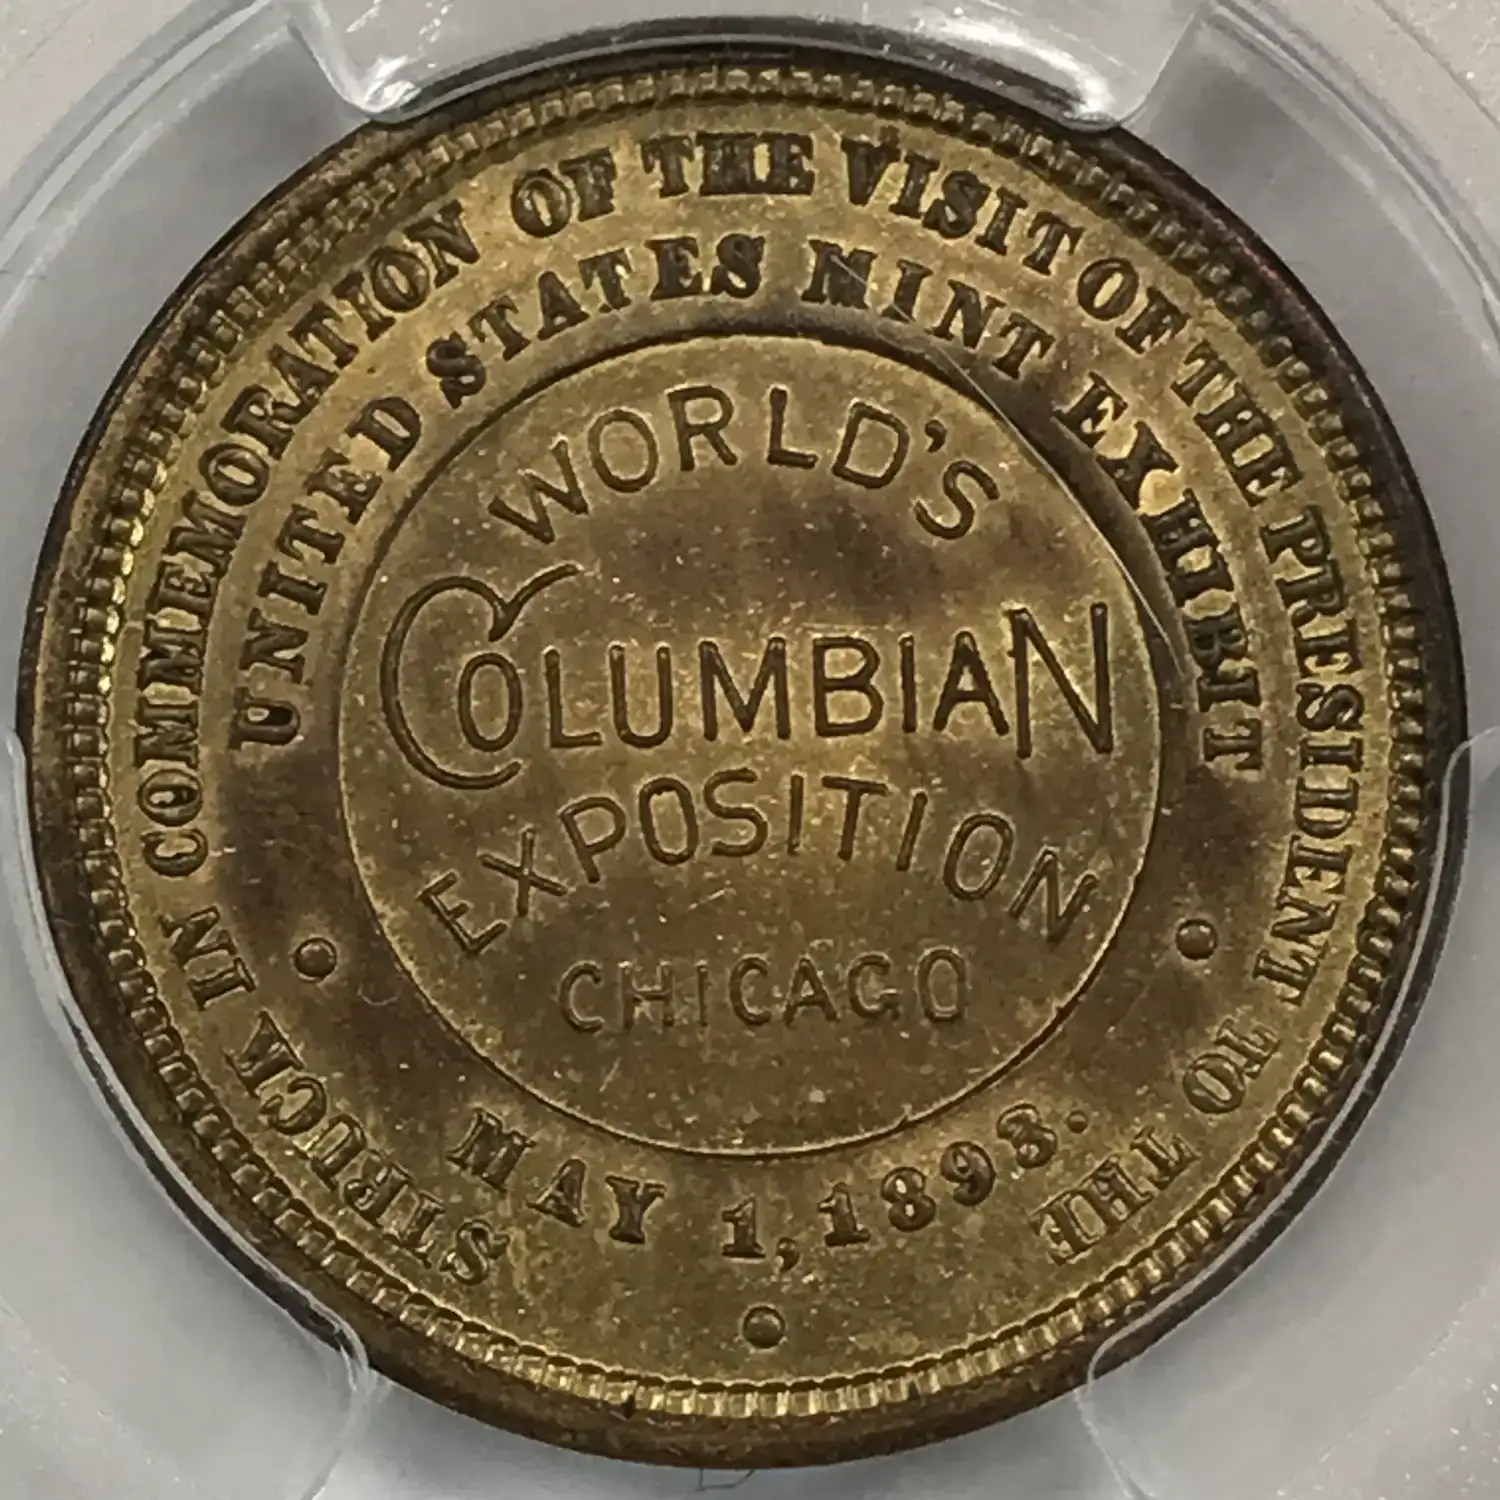 STRUCK IN COMMEMORATION OF THE VISIT OF THE PRESIDENT TO THE
UNITED STATES MINT EXHIBIT
WORLD'S
COLUMBIAN
EXPOSITION
CHICAGO
MAY 1, 1893.